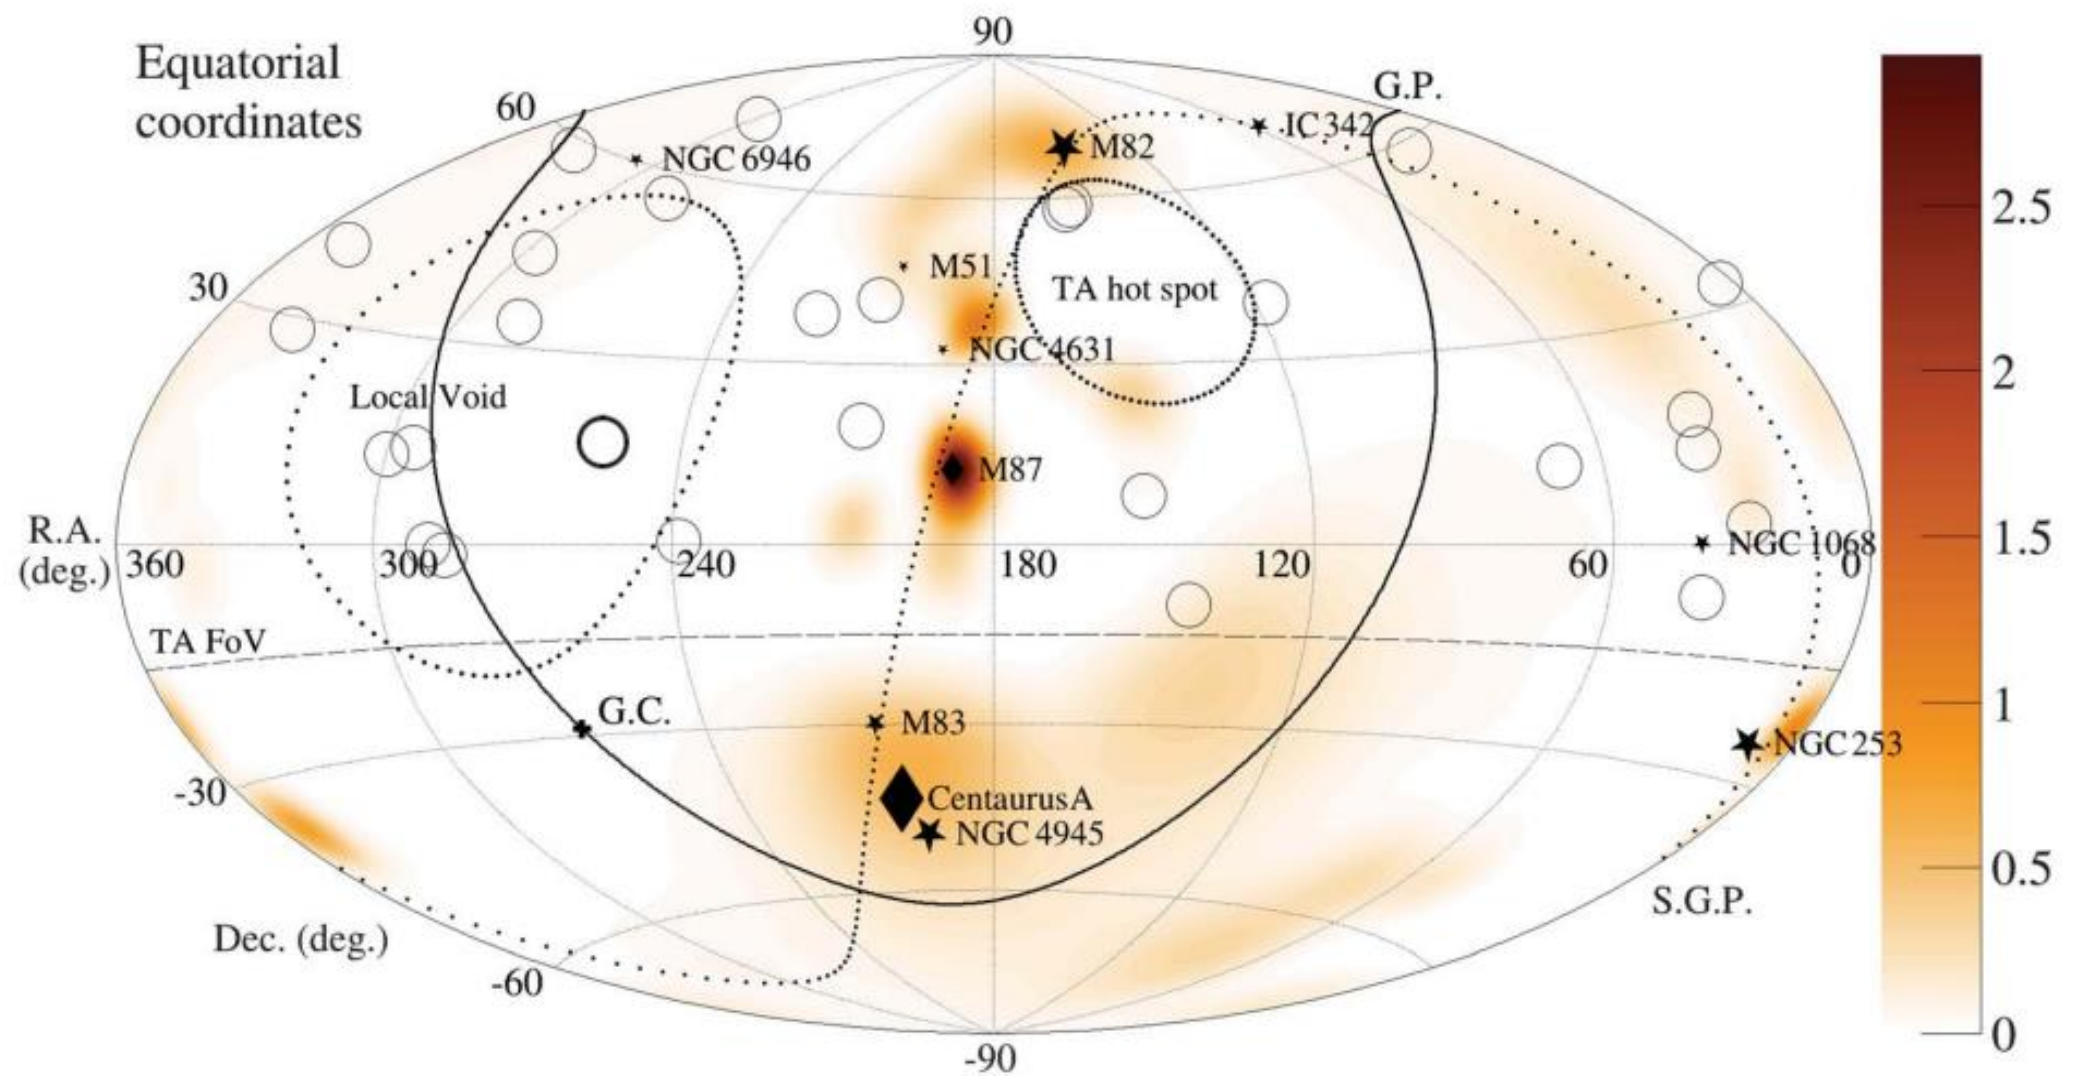 Equatorial
coordinates
90
G.P.
60
NGC 6946
M82
IC 342
2.5
30
M51
TA hot spot
NGC 4631
2
Local Void
M87
R.A.
(deg.)
360
300
240
180
120
60
0
NGC 1068
1.5
TA FoV
G.C.
M83
NGC 253
1
-30
Centaurus A
NGC 4945
0.5
S.G.P.
Dec. (deg.)
-60
-90
0